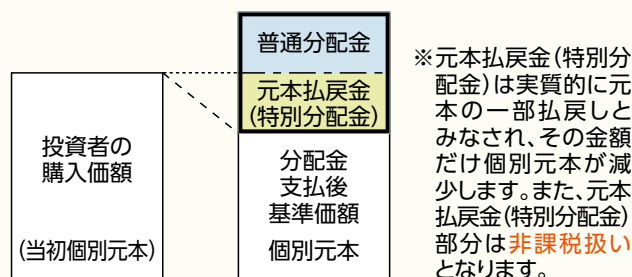 投資者の
購入価額
(当初個別元本)
普通分配金
元本払戻金
(特別分配金)
分配金
支払後
基準価額
個別元本
※元本払戻金(特別分
配金)は実質的に元
本の一部払戻しと
みなされ、その金額
だけ個別元本が減
少します。また、元本
払戻金(特別分配金)
部分は非課税扱い
となります。